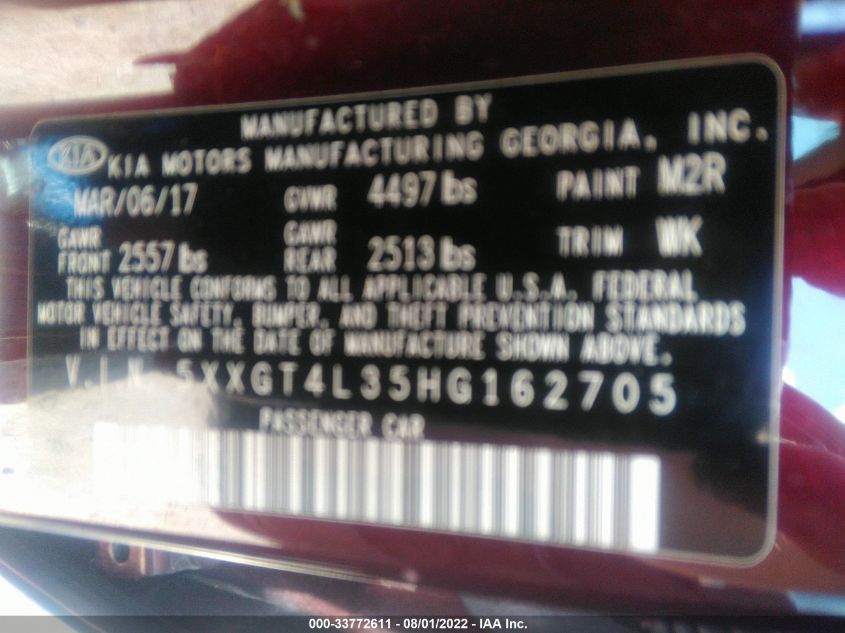 MANUFACTURED BY
KIA KIA MOTORS MANUFACTURING GEORGIA, INC.
MAR/06/17 GVWR 4497 lbs PAINT M2R
GAWR FRONT 2557 lbs GAWR REAR 2513 lbs TRIM WK
THIS VEHICLE CONFORMS TO ALL APPLICABLE U.S.A. FEDERAL
MOTOR VEHICLE SAFETY, BUMPER, AND THEFT PREVENTION STANDARDS
IN EFFECT ON THE DATE OF MANUFACTURE SHOWN ABOVE.
V.I.N. 5XXGT4L35HG162705
PASSENGER CAR
000-33772611 - 08/01/2022 - IAA Inc.